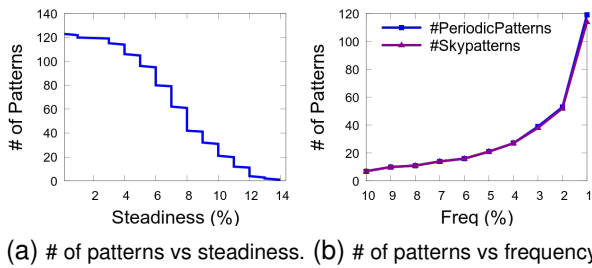 140
120
100
80
60
40
20
0
# of Patterns
2 4 6 8 10 12 14
Steadiness (%)
(a) # of patterns vs steadiness.
120
100
80
60
40
20
0
# of Patterns
#PeriodicPatterns
#Skypatterns
10 9 8 7 6 5 4 3 2 1
Freq (%)
(b) # of patterns vs frequency